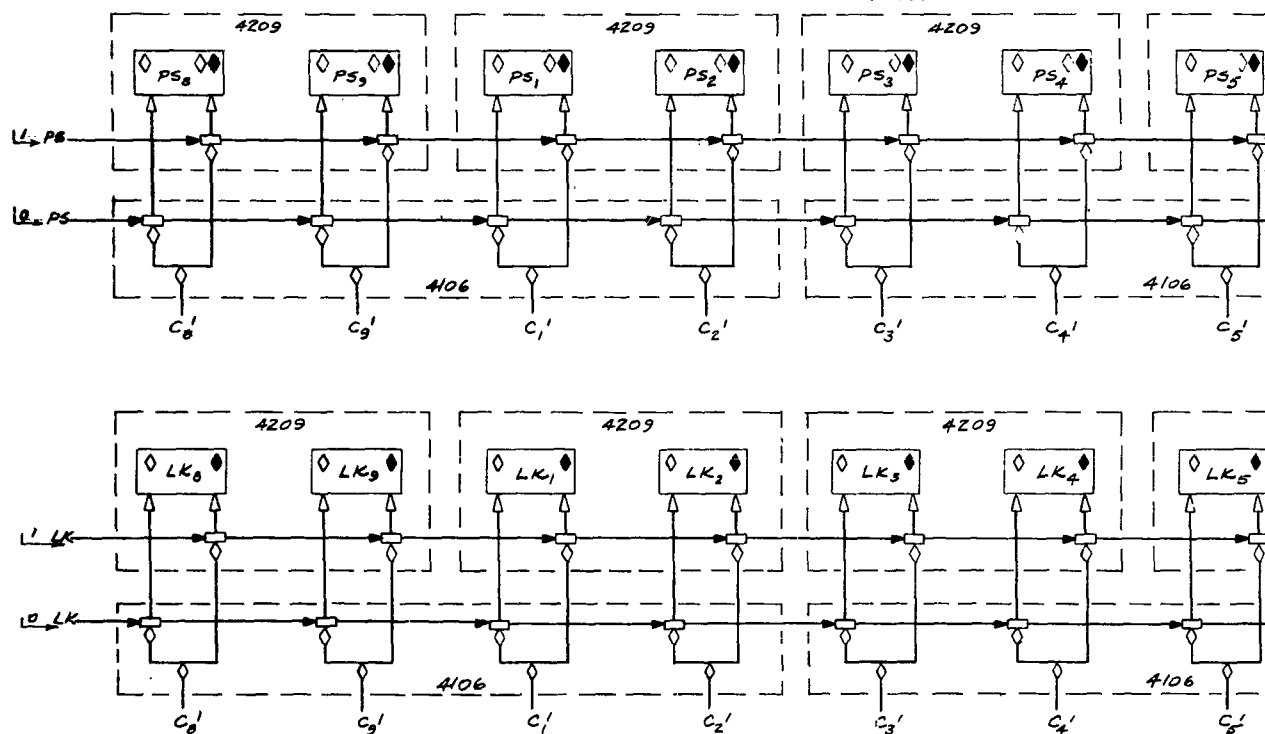 4209 4209 4209
PS₈ PS₉ PS₁ PS₂ PS₃ PS₄ PS₅
1 PS
0 PS
4106 4106
C₈' C₉' C₁' C₂' C₃' C₄' C₅'
4209 4209 4209
LK₈ LK₉ LK₁ LK₂ LK₃ LK₄ LK₅
1 LK
0 LK
4106 4106
C₈' C₉' C₁' C₂' C₃' C₄' C₅'